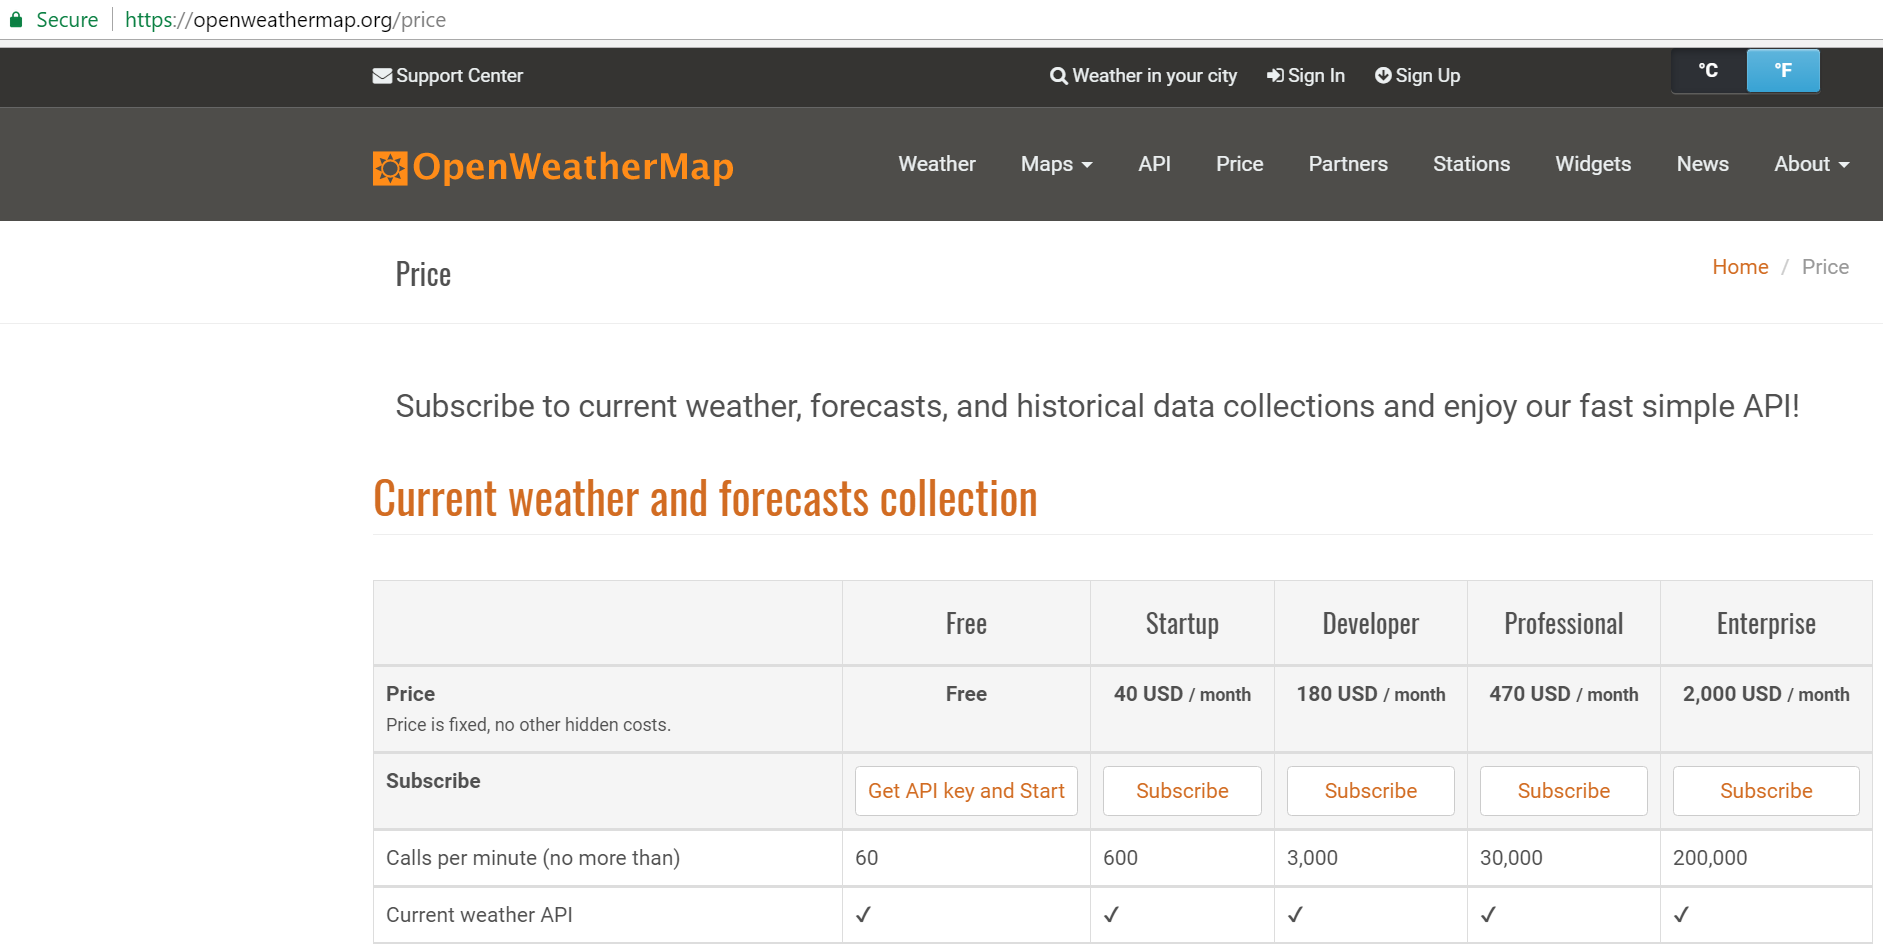 Secure https://openweathermap.org/price
Support Center Weather in your city Sign In Sign Up °C °F
OpenWeatherMap Weather Maps API Price Partners Stations Widgets News About
Price Home / Price
Subscribe to current weather, forecasts, and historical data collections and enjoy our fast simple API!
Current weather and forecasts collection
Free Startup Developer Professional Enterprise
Price Free 40 USD / month 180 USD / month 470 USD / month 2,000 USD / month
Price is fixed, no other hidden costs.
Subscribe Get API key and Start Subscribe Subscribe Subscribe Subscribe
Calls per minute (no more than) 60 600 3,000 30,000 200,000
Current weather API ✓ ✓ ✓ ✓ ✓